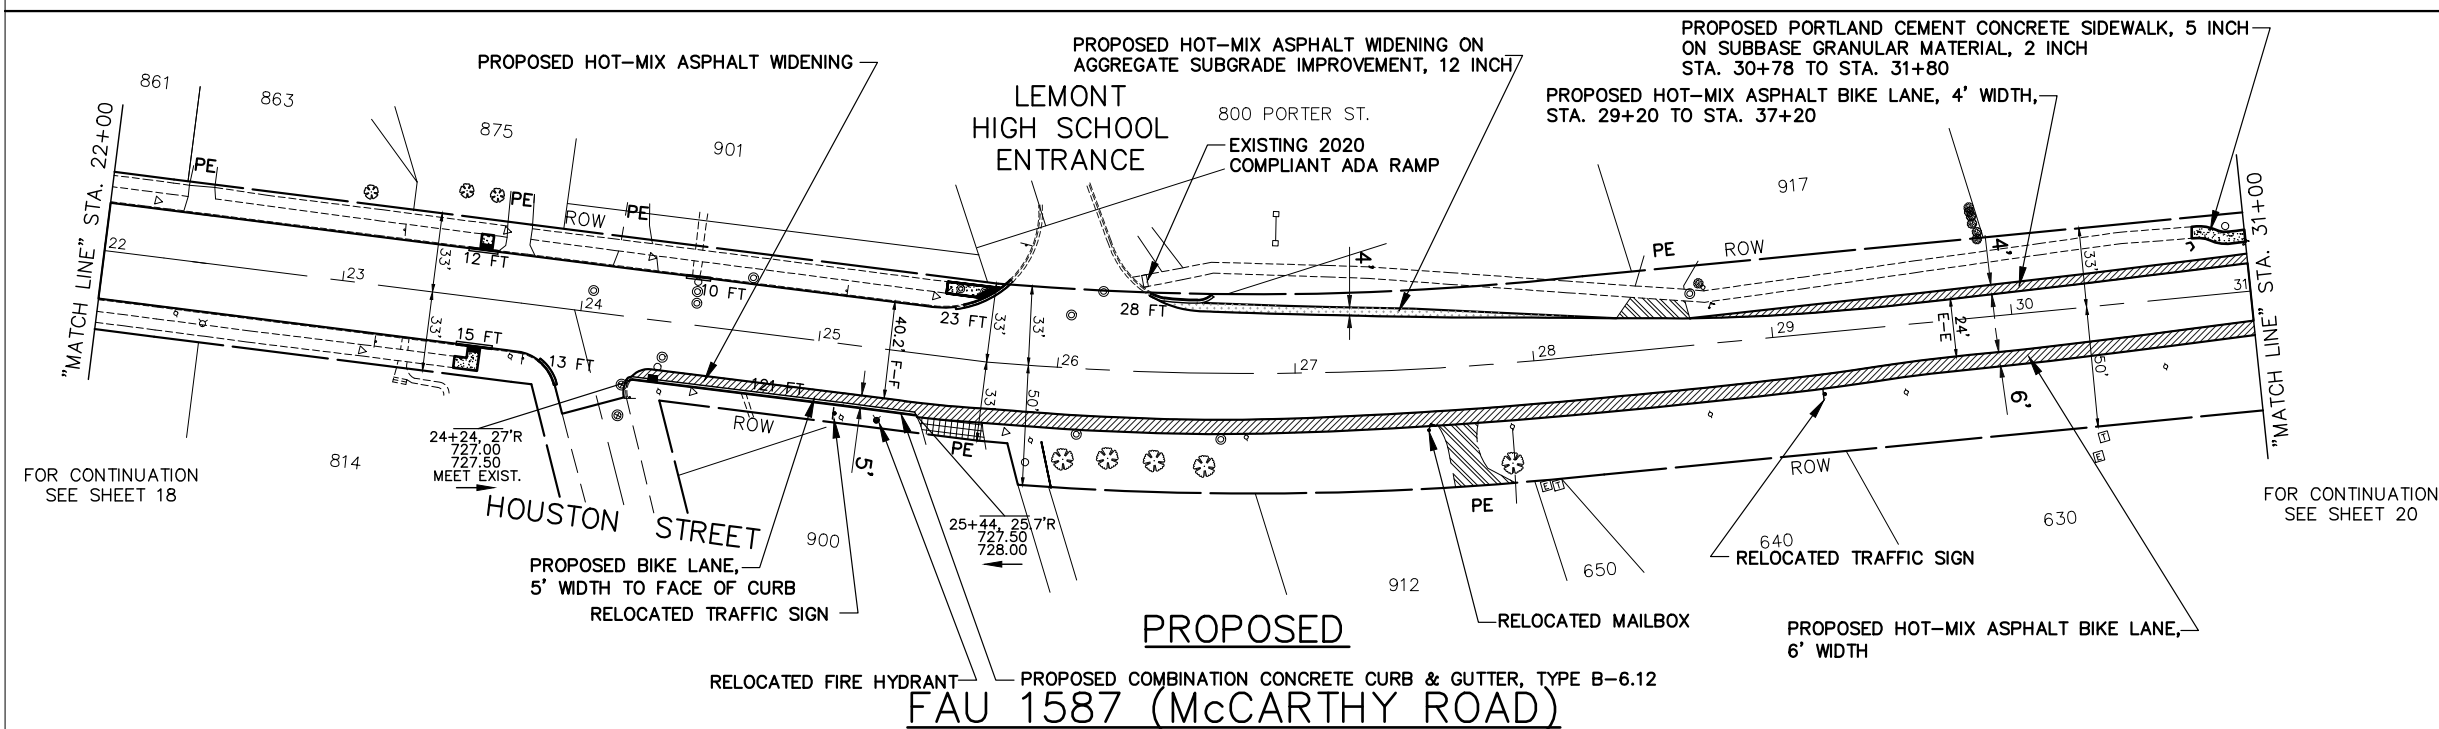 PROPOSED HOT-MIX ASPHALT WIDENING
PROPOSED HOT-MIX ASPHALT WIDENING ON
AGGREGATE SUBGRADE IMPROVEMENT, 12 INCH
PROPOSED PORTLAND CEMENT CONCRETE SIDEWALK, 5 INCH
ON SUBBASE GRANULAR MATERIAL, 2 INCH
STA. 30+78 TO STA. 31+80
PROPOSED HOT-MIX ASPHALT BIKE LANE, 4' WIDTH,
STA. 29+20 TO STA. 37+20
861
863
875
901
LEMONT
HIGH SCHOOL
ENTRANCE
800 PORTER ST.
EXISTING 2020
COMPLIANT ADA RAMP
917
"MATCH LINE" STA. 22+00
PE
PE
ROW
PE
PE
ROW
4'
33'
33'
12 FT
10 FT
23 FT
33'
33'
28 FT
4'
22
23
24
25
26
27
28
29
30
31
40.2' F-F
24'
E-E
33'
15 FT
13 FT
121 FT
33'
50'
50'
6'
5'
"MATCH LINE" STA. 31+00
24+24, 27'R
727.00
727.50
MEET EXIST.
ROW
PE
E
T
PE
ROW
T
E
FOR CONTINUATION
SEE SHEET 18
814
HOUSTON STREET
900
25+44, 25.7'R
727.50
728.00
912
650
640
630
FOR CONTINUATION
SEE SHEET 20
PROPOSED BIKE LANE,
5' WIDTH TO FACE OF CURB
RELOCATED TRAFFIC SIGN
RELOCATED TRAFFIC SIGN
RELOCATED MAILBOX
PROPOSED HOT-MIX ASPHALT BIKE LANE,
6' WIDTH
PROPOSED
RELOCATED FIRE HYDRANT
PROPOSED COMBINATION CONCRETE CURB & GUTTER, TYPE B-6.12
FAU 1587 (McCARTHY ROAD)